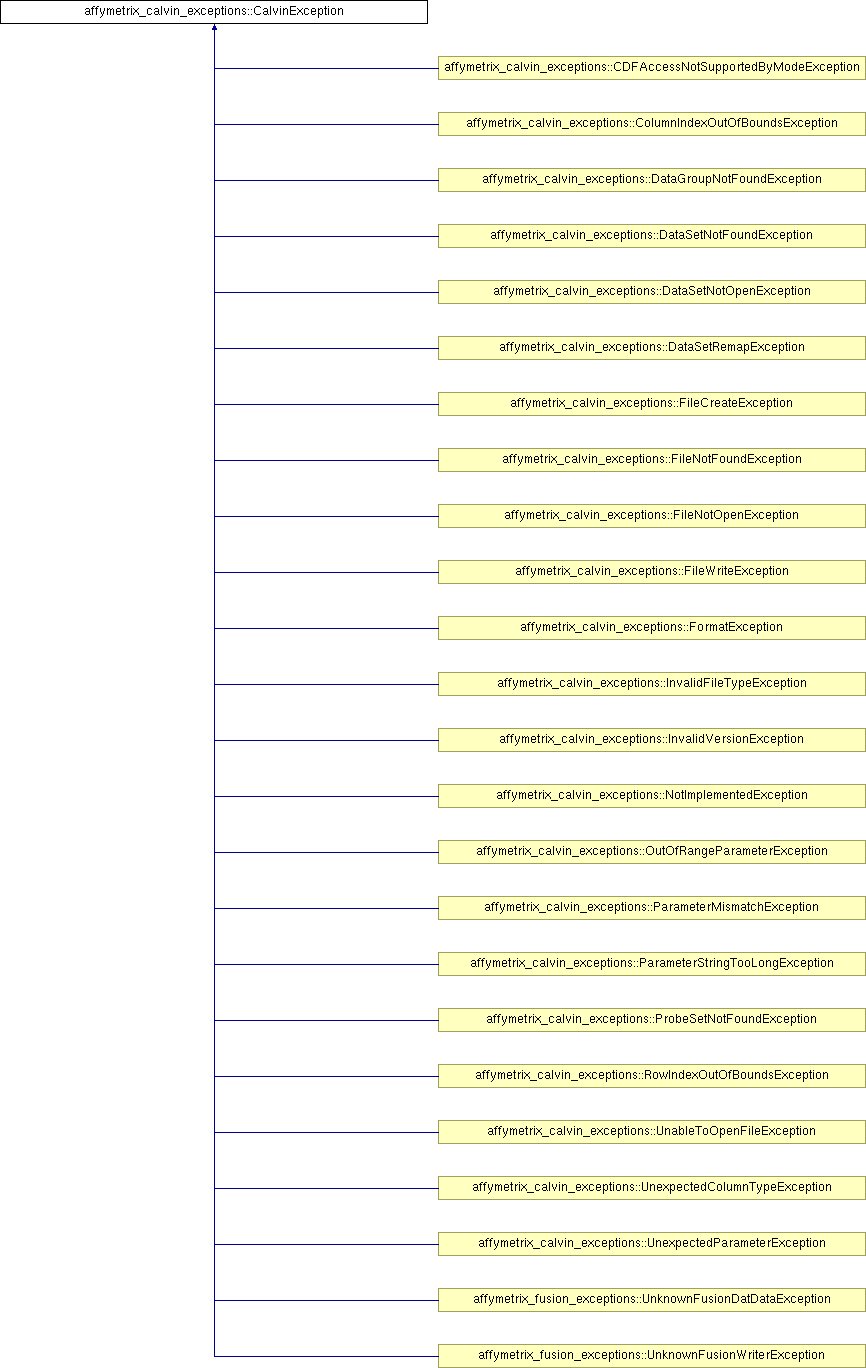 affymetrix_calvin_exceptions::CalvinException
affymetrix_calvin_exceptions::CDFAccessNotSupportedByModeException
affymetrix_calvin_exceptions::ColumnIndexOutOfBoundsException
affymetrix_calvin_exceptions::DataGroupNotFoundException
affymetrix_calvin_exceptions::DataSetNotFoundException
affymetrix_calvin_exceptions::DataSetNotOpenException
affymetrix_calvin_exceptions::DataSetRemapException
affymetrix_calvin_exceptions::FileCreateException
affymetrix_calvin_exceptions::FileNotFoundException
affymetrix_calvin_exceptions::FileNotOpenException
affymetrix_calvin_exceptions::FileWriteException
affymetrix_calvin_exceptions::FormatException
affymetrix_calvin_exceptions::InvalidFileTypeException
affymetrix_calvin_exceptions::InvalidVersionException
affymetrix_calvin_exceptions::NotImplementedException
affymetrix_calvin_exceptions::OutOfRangeParameterException
affymetrix_calvin_exceptions::ParameterMismatchException
affymetrix_calvin_exceptions::ParameterStringTooLongException
affymetrix_calvin_exceptions::ProbeSetNotFoundException
affymetrix_calvin_exceptions::RowIndexOutOfBoundsException
affymetrix_calvin_exceptions::UnableToOpenFileException
affymetrix_calvin_exceptions::UnexpectedColumnTypeException
affymetrix_calvin_exceptions::UnexpectedParameterException
affymetrix_fusion_exceptions::UnknownFusionDatDataException
affymetrix_fusion_exceptions::UnknownFusionWriterException